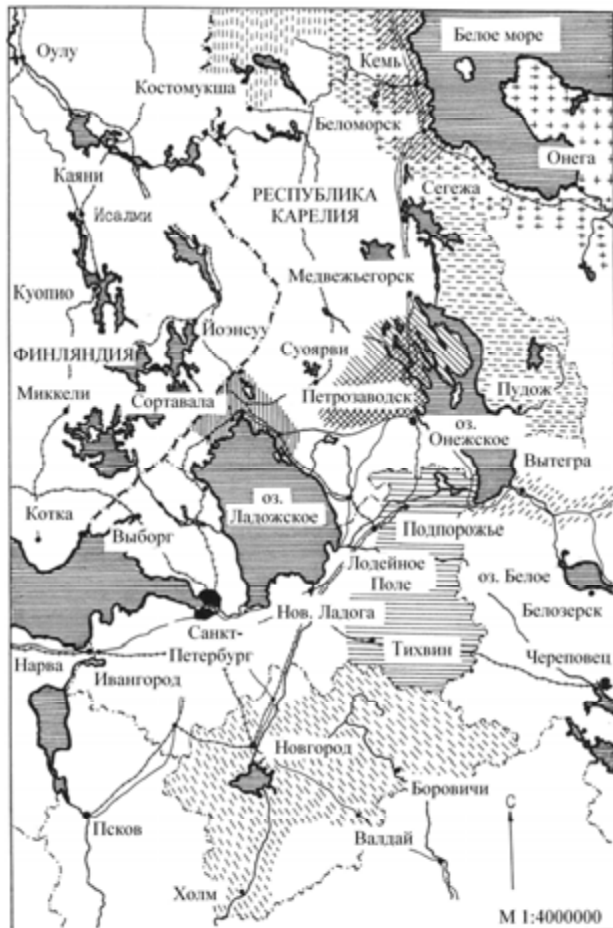 Белое море
Оулу
Кемь
Костомукша
Беломорск
Онега
Каяни
Сегежа
РЕСПУБЛИКА
КАРЕЛИЯ
Исалми
Медвежьегорск
Куопио
Йоэнсуу
Суоярви
ФИНЛЯНДИЯ
Миккели
Сортавала
Петрозаводск
Пудож
оз.
Онежское
Вытегра
оз.
Ладожское
Котка
Выборг
Подпорожье
Лодейное
Поле
оз. Белое
Белозерск
Нов. Ладога
Санкт-
Петербург
Тихвин
Нарва
Ивангород
Череповец
Новгород
Боровичи
С
Псков
Валдай
Холм
М 1:4000000